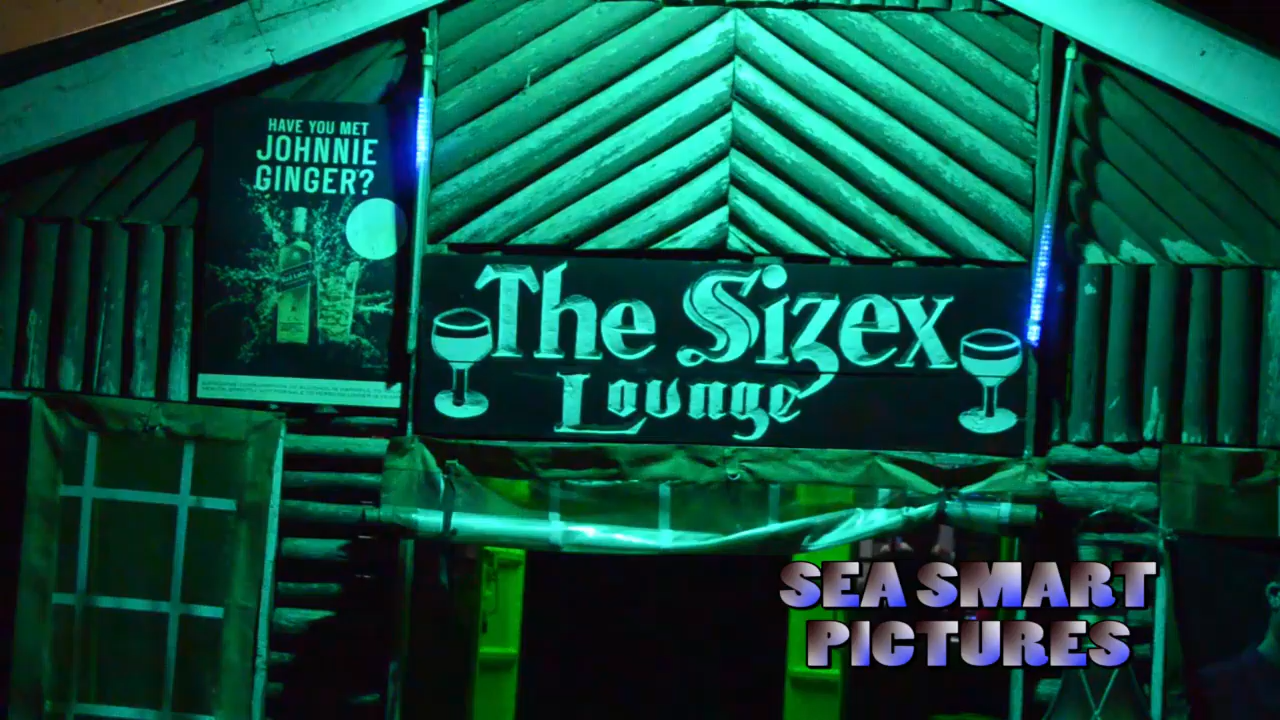 HAVE YOU MET
JOHNNIE
GINGER?
The Sizex
Lounge
SEA SMART
PICTURES